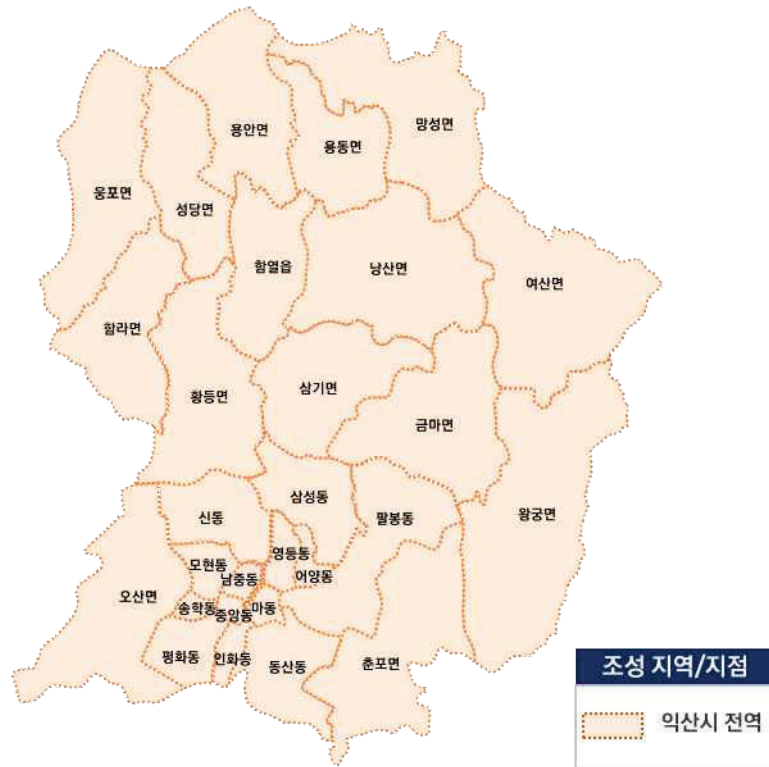 용안면
망성면
용동면
웅포면
성당면
함열읍
낭산면
여산면
함라면
황등면
삼기면
금마면
삼성동
신동
팔봉동
왕궁면
영등동
모현동
남중동
어양동
오산면
송학동
중앙동
마동
평화동
인화동
동산동
춘포면
조성 지역/지점
익산시 전역